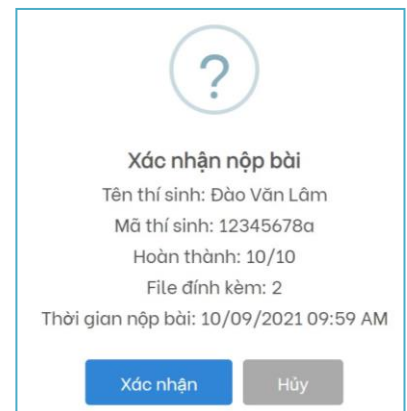 ?
Xác nhận nộp bài
Tên thí sinh: Đào Văn Lâm
Mã thí sinh: 12345678a
Hoàn thành: 10/10
File đính kèm: 2
Thời gian nộp bài: 10/09/2021 09:59 AM
Xác nhận Hủy